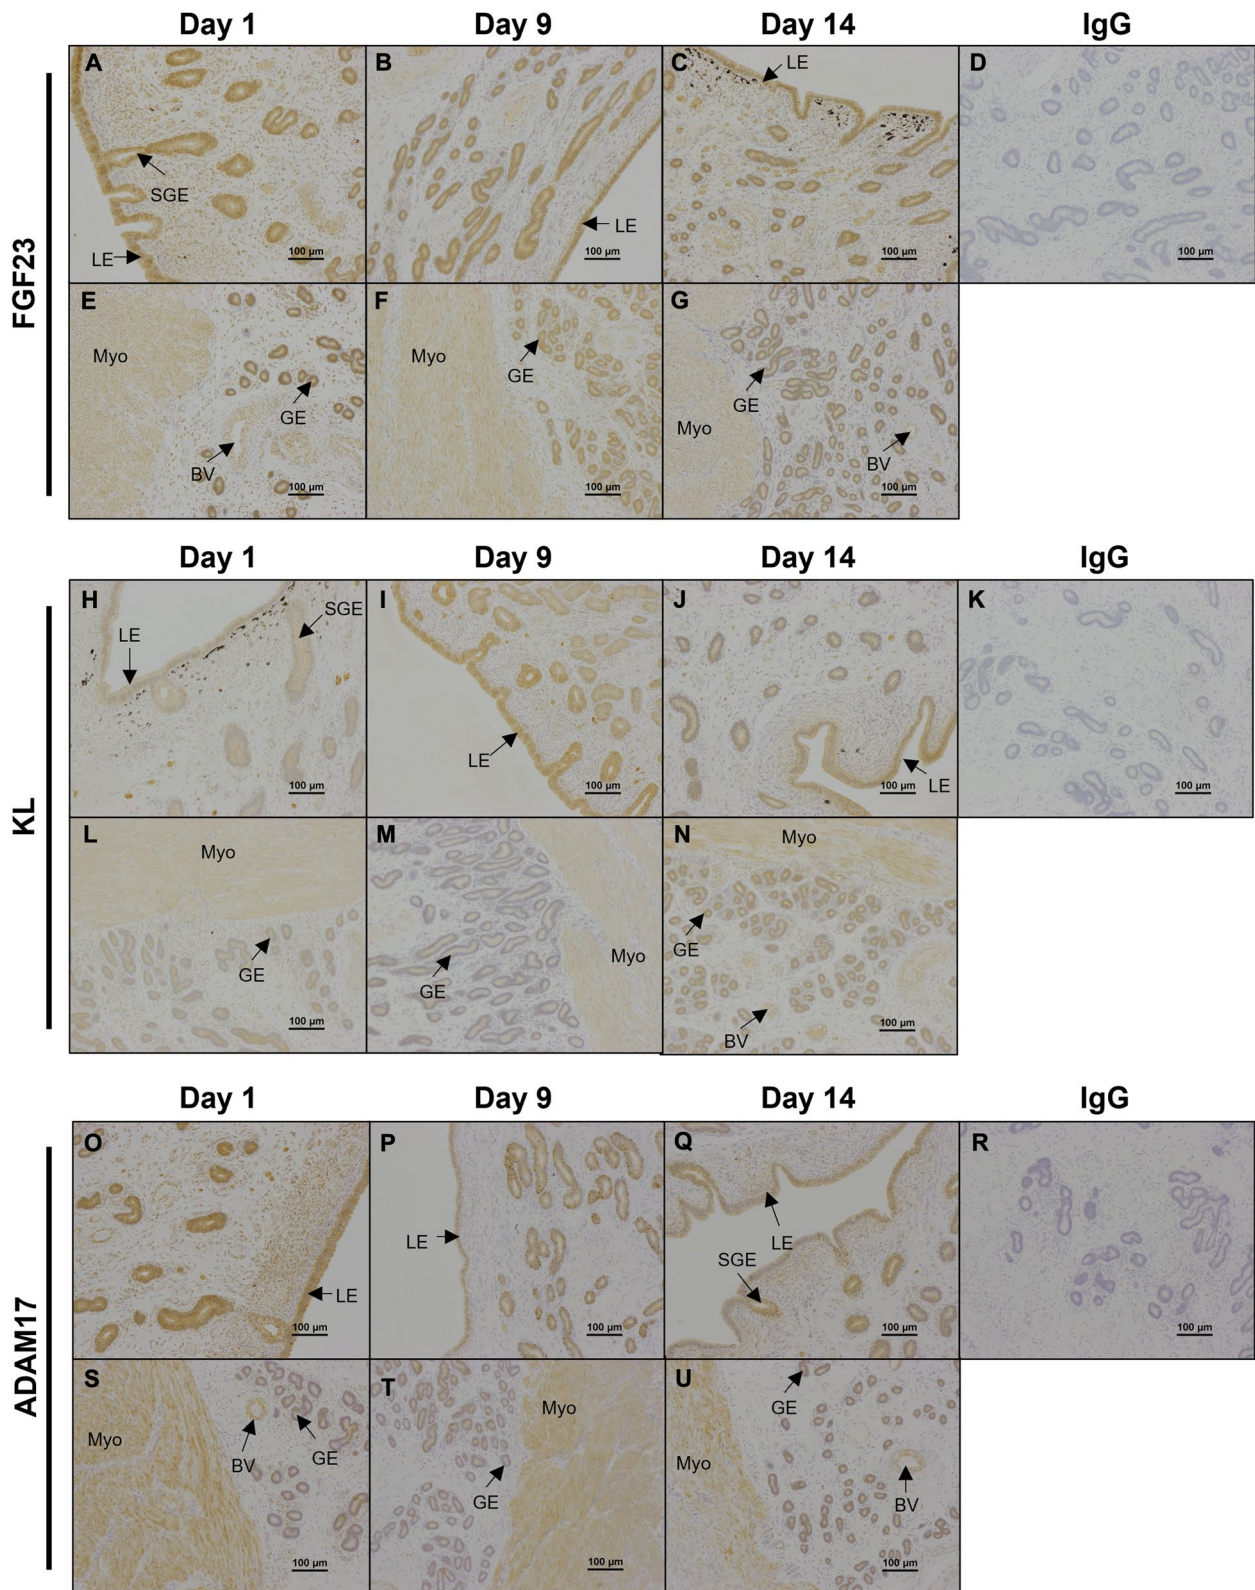 Day 1 Day 9 Day 14 IgG
FGF23
A B C D
LE
SGE
LE
LE
100 µm 100 µm 100 µm 100 µm
E F G
Myo Myo Myo
GE GE GE
BV BV
100 µm 100 µm 100 µm
Day 1 Day 9 Day 14 IgG
KL
H I J K
SGE
LE
LE
LE
100 µm 100 µm 100 µm 100 µm
L M N
Myo Myo Myo
GE GE GE
BV
100 µm 100 µm 100 µm
Day 1 Day 9 Day 14 IgG
ADAM17
O P Q R
LE LE LE
SGE
100 µm 100 µm 100 µm 100 µm
S T U
Myo Myo Myo
BV GE GE GE
BV
100 µm 100 µm 100 µm